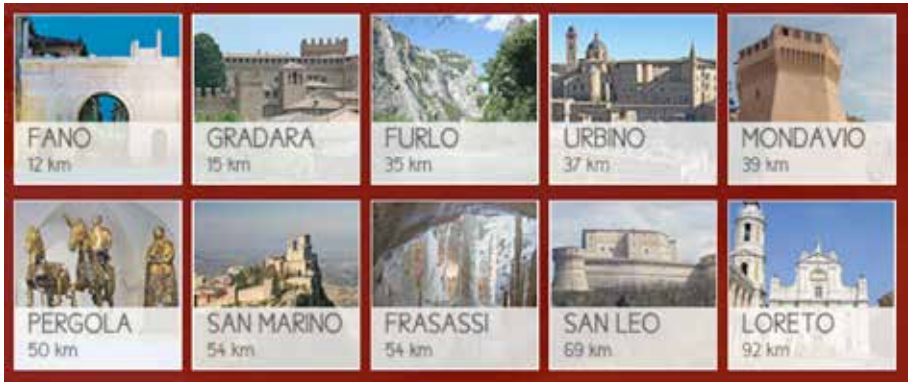 FANO
12 km
GRADARA
15 km
FURLO
35 km
URBINO
37 km
MONDAVIO
39 km
PERGOLA
50 km
SAN MARINO
54 km
FRASASSI
54 km
SAN LEO
69 km
LORETO
92 km